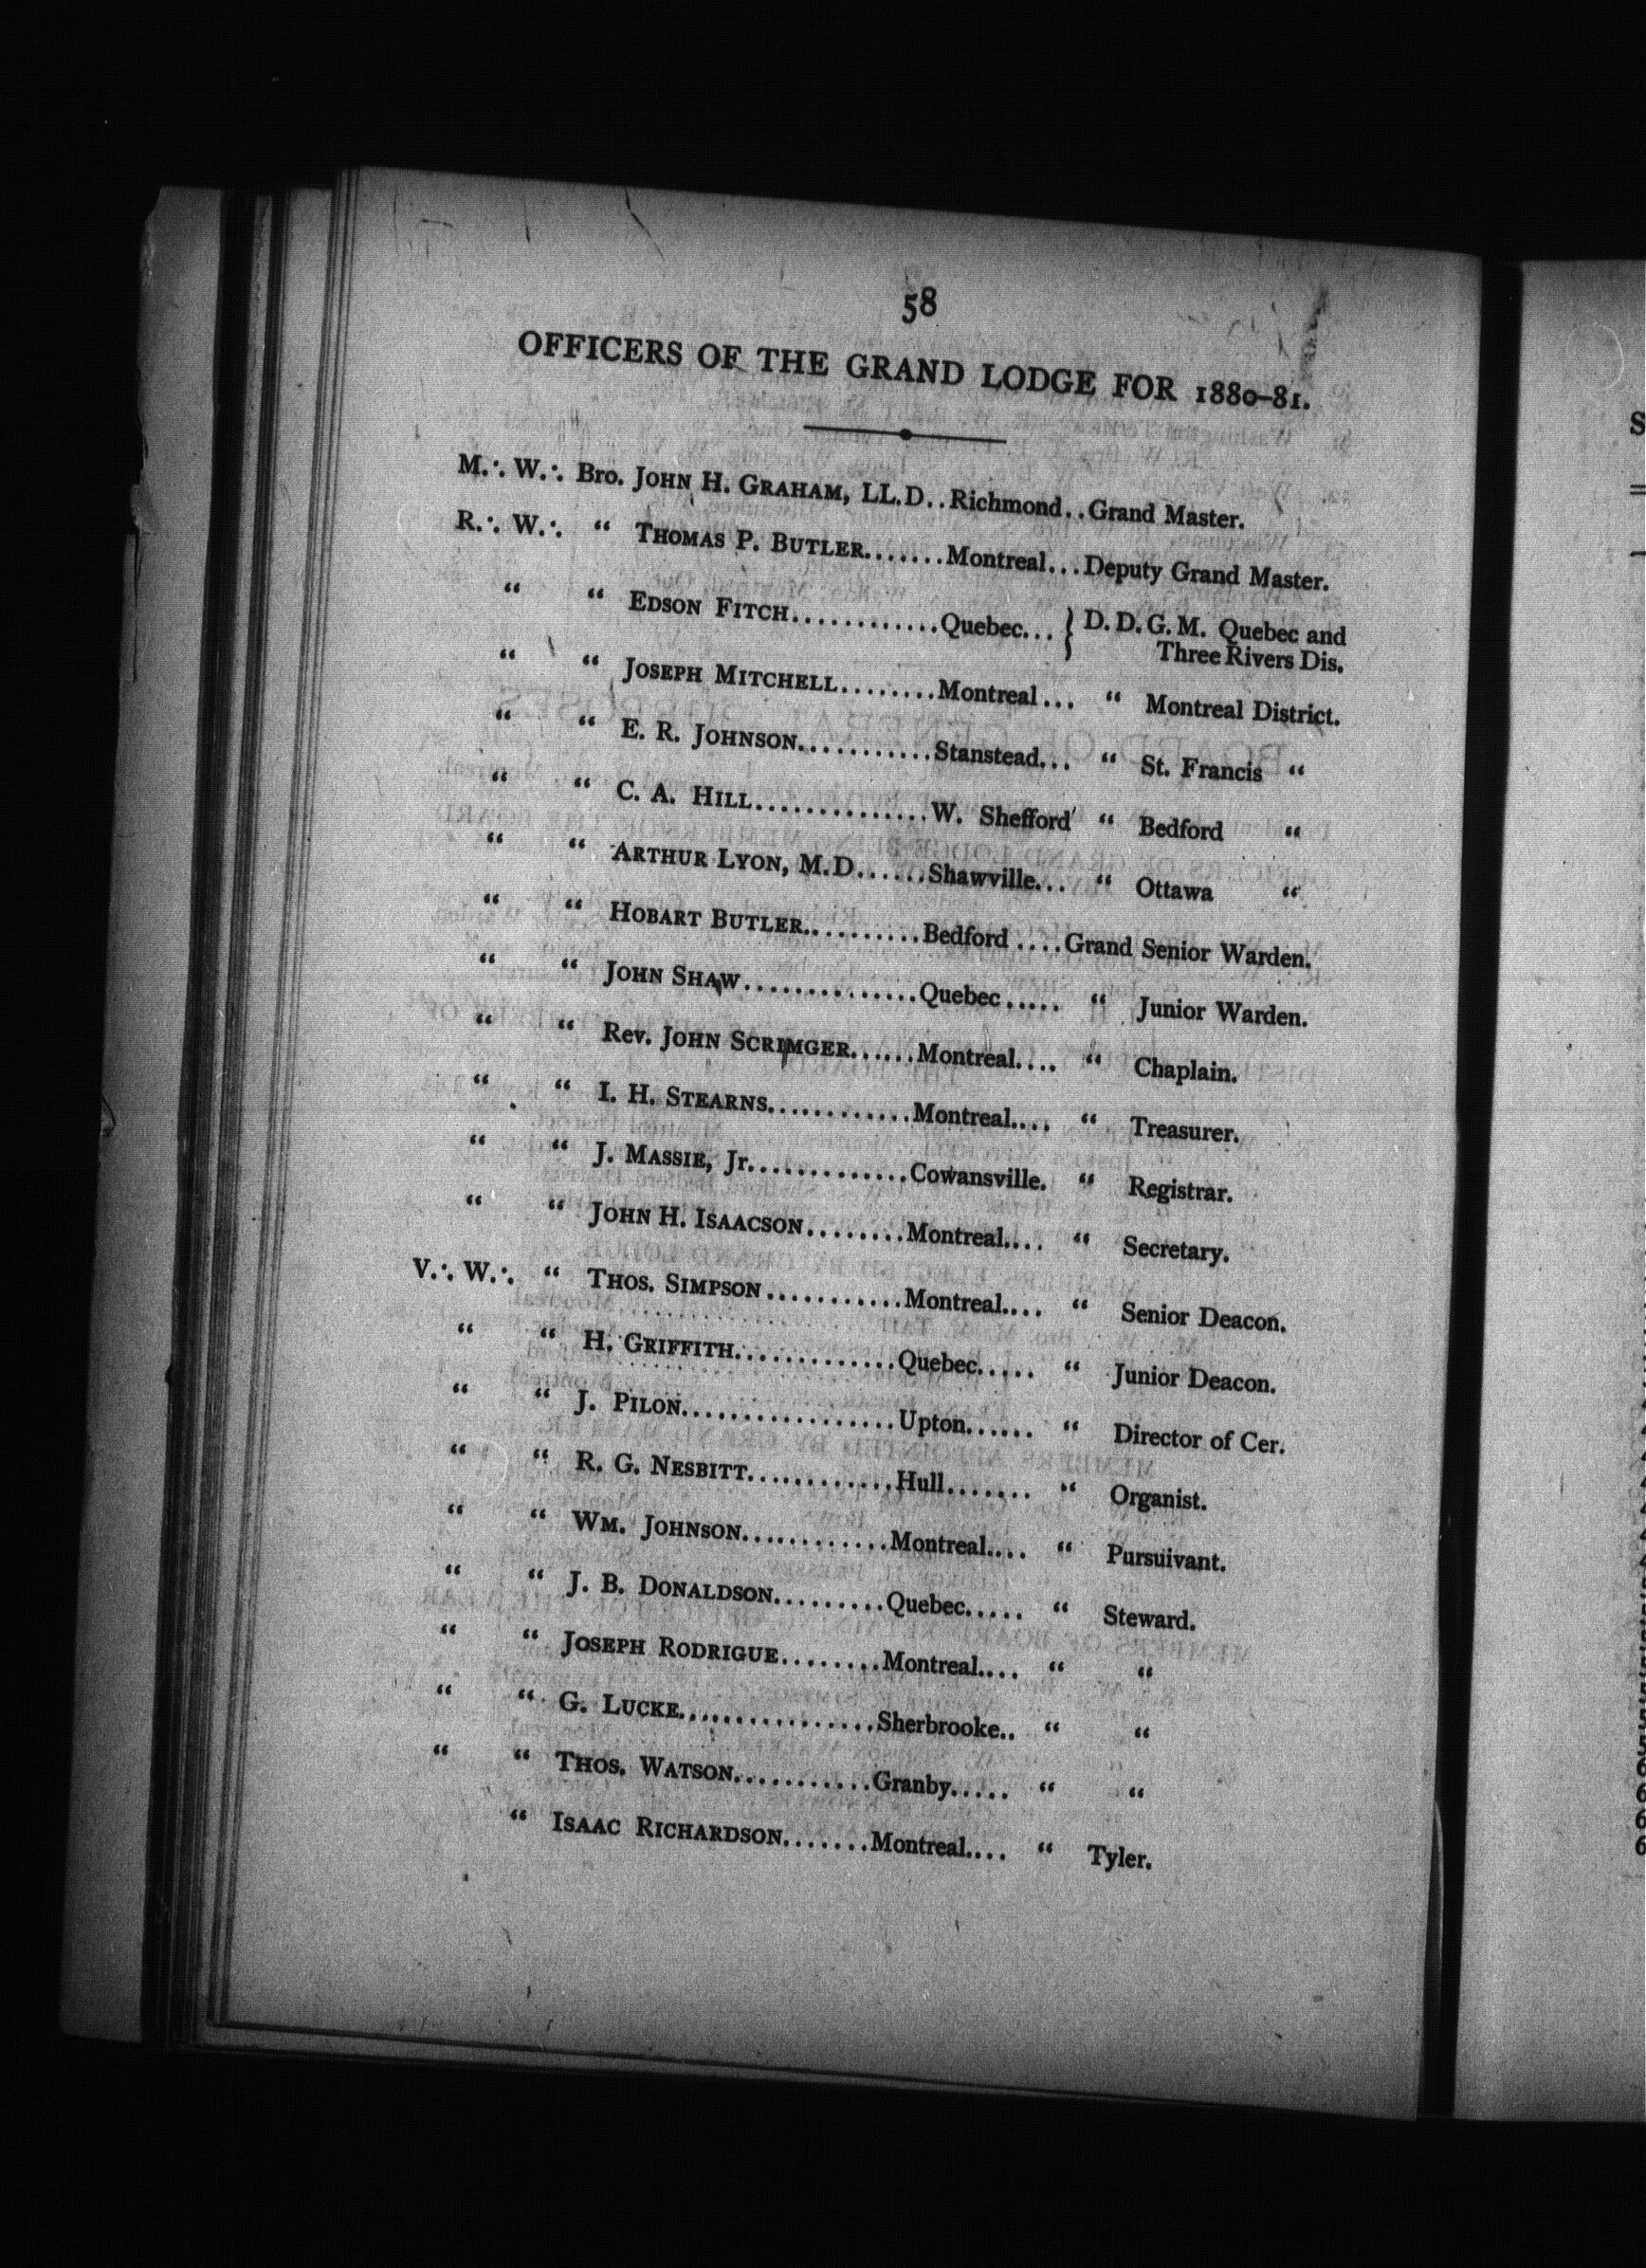 58
OFFICERS OF THE GRAND LODGE FOR 1880-81.
M.∴ W.∴ Bro. JOHN H. GRAHAM, LL.D..Richmond..Grand Master.
R.∴ W.∴ “ THOMAS P. BUTLER.......Montreal...Deputy Grand Master.
“ “ EDSON FITCH............Quebec... } D. D. G. M. Quebec and
Three Rivers Dis.
“ “ JOSEPH MITCHELL........Montreal... “ Montreal District.
“ “ E. R. JOHNSON...........Stanstead... “ St. Francis “
“ “ C. A. HILL..............W. Shefford “ Bedford “
“ “ ARTHUR LYON, M.D......Shawville... “ Ottawa “
“ “ HOBART BUTLER..........Bedford ....Grand Senior Warden.
“ “ JOHN SHAW..............Quebec..... “ Junior Warden.
“ “ Rev. JOHN SCRIMGER......Montreal.... “ Chaplain.
“ “ I. H. STEARNS............Montreal.... “ Treasurer.
“ “ J. MASSIE, Jr.............Cowansville. “ Registrar.
“ “ JOHN H. ISAACSON........Montreal.... “ Secretary.
V.∴ W.∴ “ THOS. SIMPSON...........Montreal.... “ Senior Deacon.
“ “ H. GRIFFITH.............Quebec..... “ Junior Deacon.
“ “ J. PILON.................Upton...... “ Director of Cer.
“ “ R. G. NESBITT............Hull....... “ Organist.
“ “ WM. JOHNSON............Montreal.... “ Pursuivant.
“ “ J. B. DONALDSON.........Quebec..... “ Steward.
“ “ JOSEPH RODRIGUE........Montreal.... “ “
“ “ G. LUCKE................Sherbrooke.. “ “
“ “ THOS. WATSON...........Granby..... “ “
“ ISAAC RICHARDSON.......Montreal.... “ Tyler.